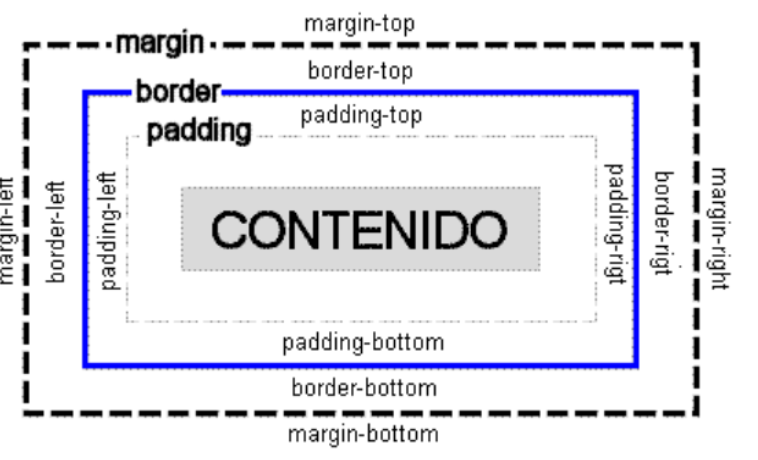 margin-top
margin
border-top
border
padding-top
padding
margin-left
border-left
padding-left
CONTENIDO
padding-rigt
border-rigt
margin-right
padding-bottom
border-bottom
margin-bottom